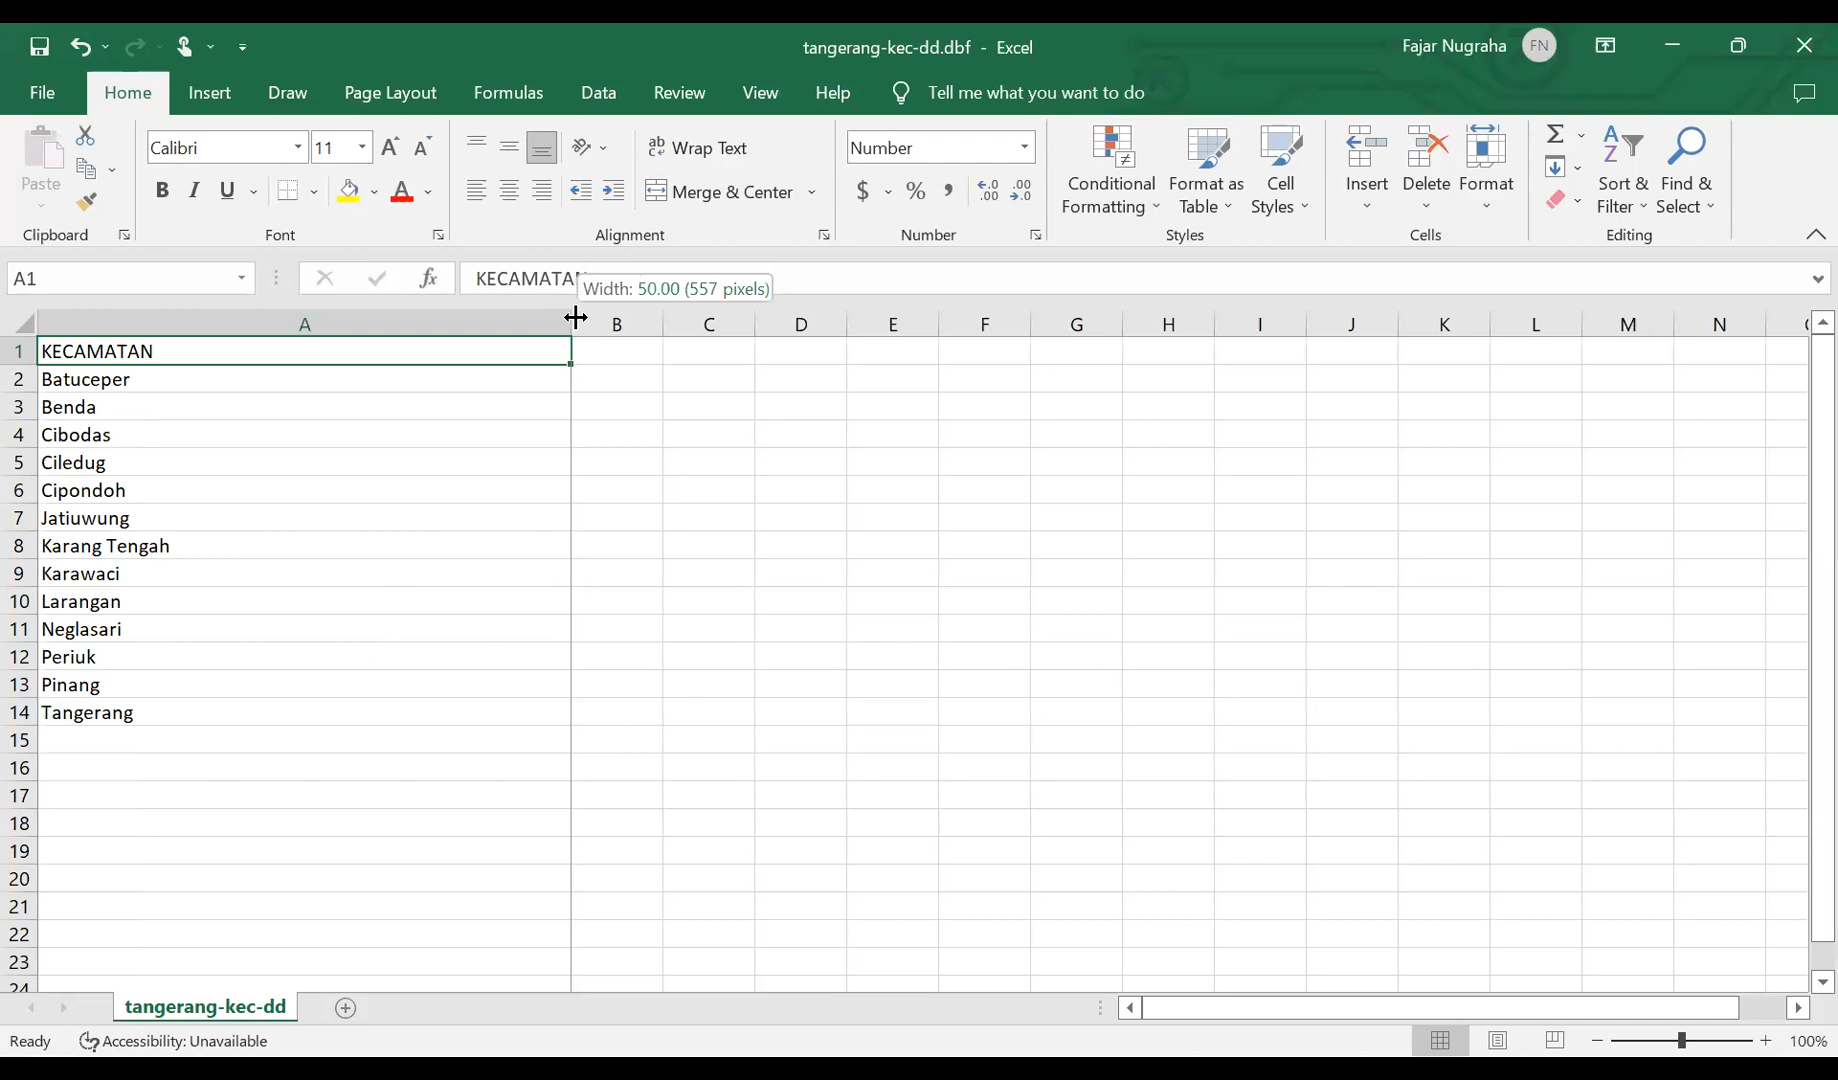 tangerang-kec-dd.dbf - Excel
Fajar Nugraha FN
File Home Insert Draw Page Layout Formulas Data Review View Help Tell me what you want to do
Calibri 11
Wrap Text
Number
Paste
B I U
Merge & Center
$ % ,
Conditional Formatting
Format as Table
Cell Styles
Insert Delete Format
Sort & Filter
Find & Select
Clipboard Font Alignment Number Styles Cells Editing
A1 fx KECAMATAN
Width: 50.00 (557 pixels)
A B C D E F G H I J K L M N
1 KECAMATAN
2 Batuceper
3 Benda
4 Cibodas
5 Ciledug
6 Cipondoh
7 Jatiuwung
8 Karang Tengah
9 Karawaci
10 Larangan
11 Neglasari
12 Periuk
13 Pinang
14 Tangerang
15
16
17
18
19
20
21
22
23
24
tangerang-kec-dd
Ready Accessibility: Unavailable 100%